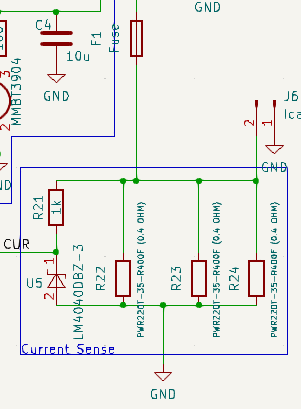 GND
C4
10u
GND
F1
Fuse
3
MMBT3904
2
J6
2
1
GND
R21
1k
CUR
U5
2
1
LM4040DBZ-3
R22
PWR220T-35-R400F (0.4 OHM)
R23
PWR220T-35-R400F (0.4 OHM)
R24
PWR220T-35-R400F (0.4 OHM)
Current Sense
GND